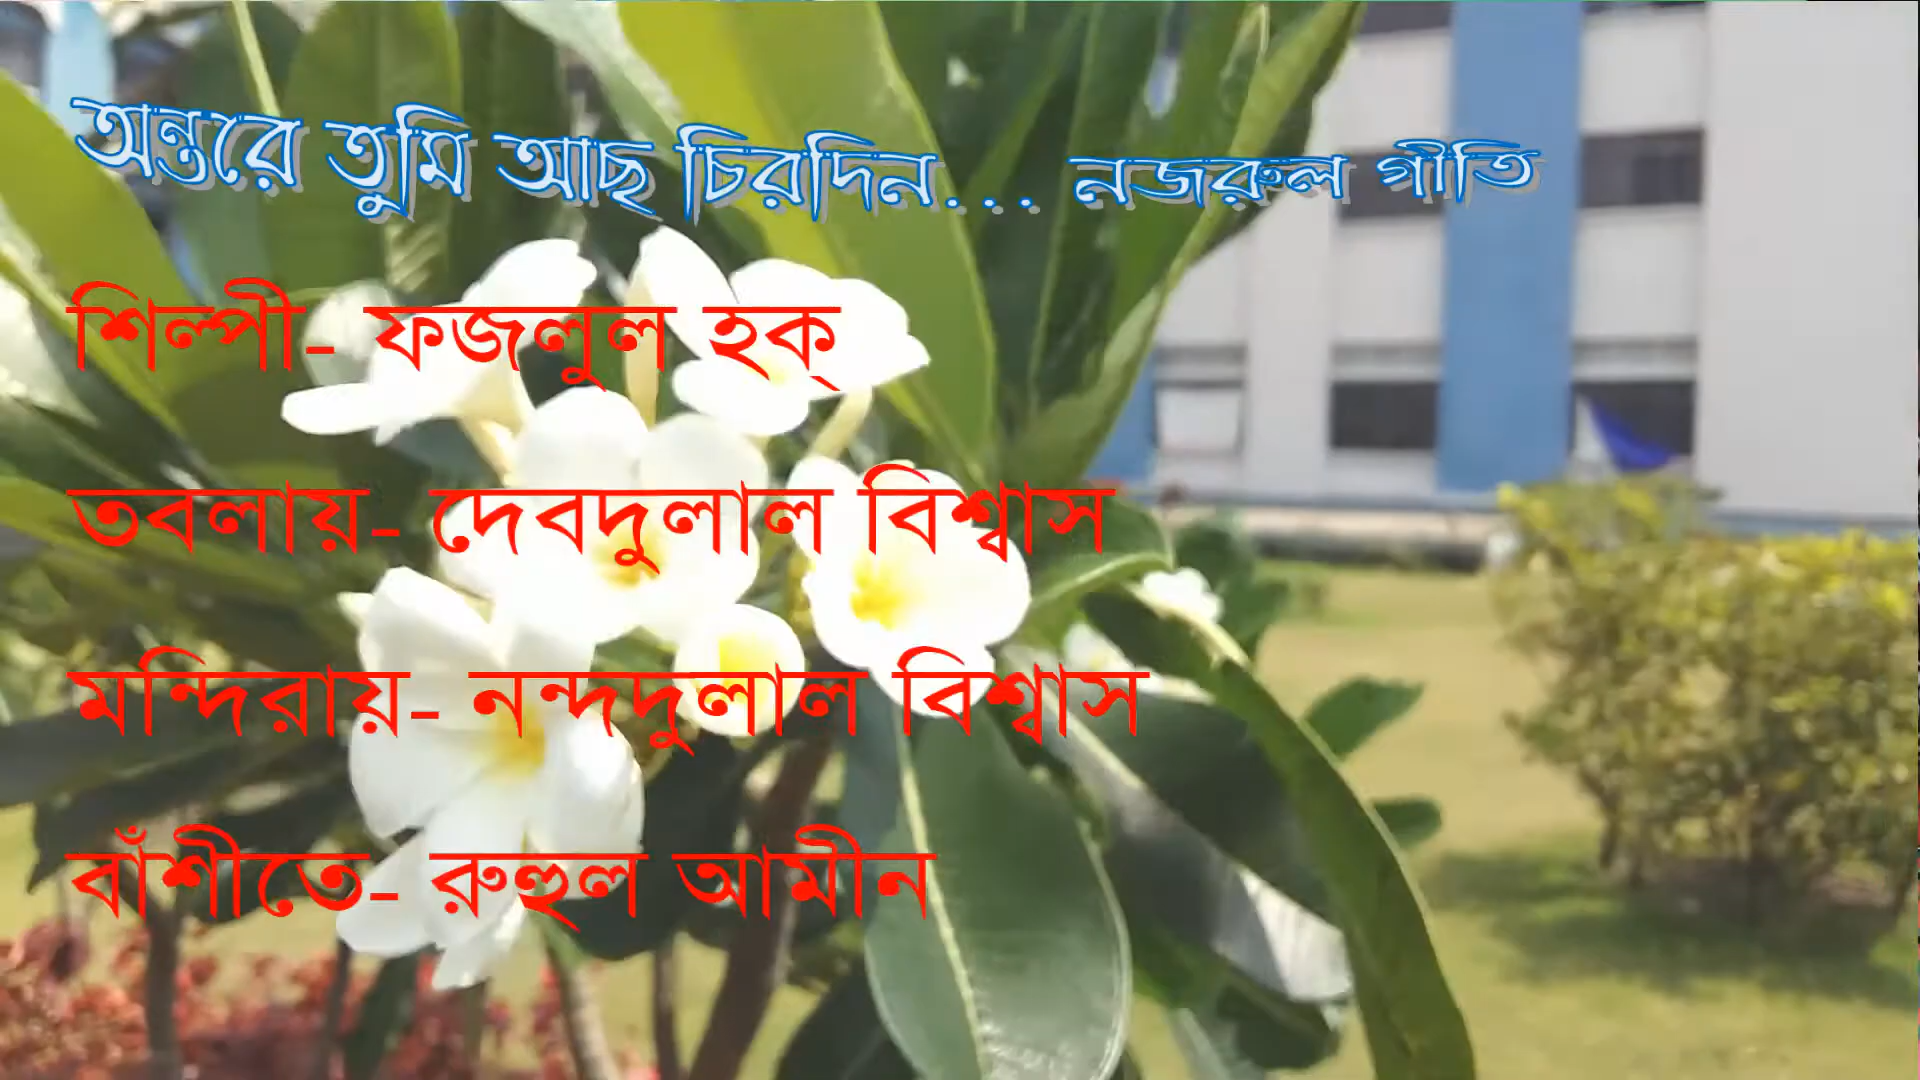 অন্তরে তুমি আছ চিরদিন... নজরুল গীতি
শিল্পী- ফজলুল হক্
তবলায়- দেবদুলাল বিশ্বাস
মন্দিরায়- নন্দদুলাল বিশ্বাস
বাঁশীতে- রুহুল আমীন